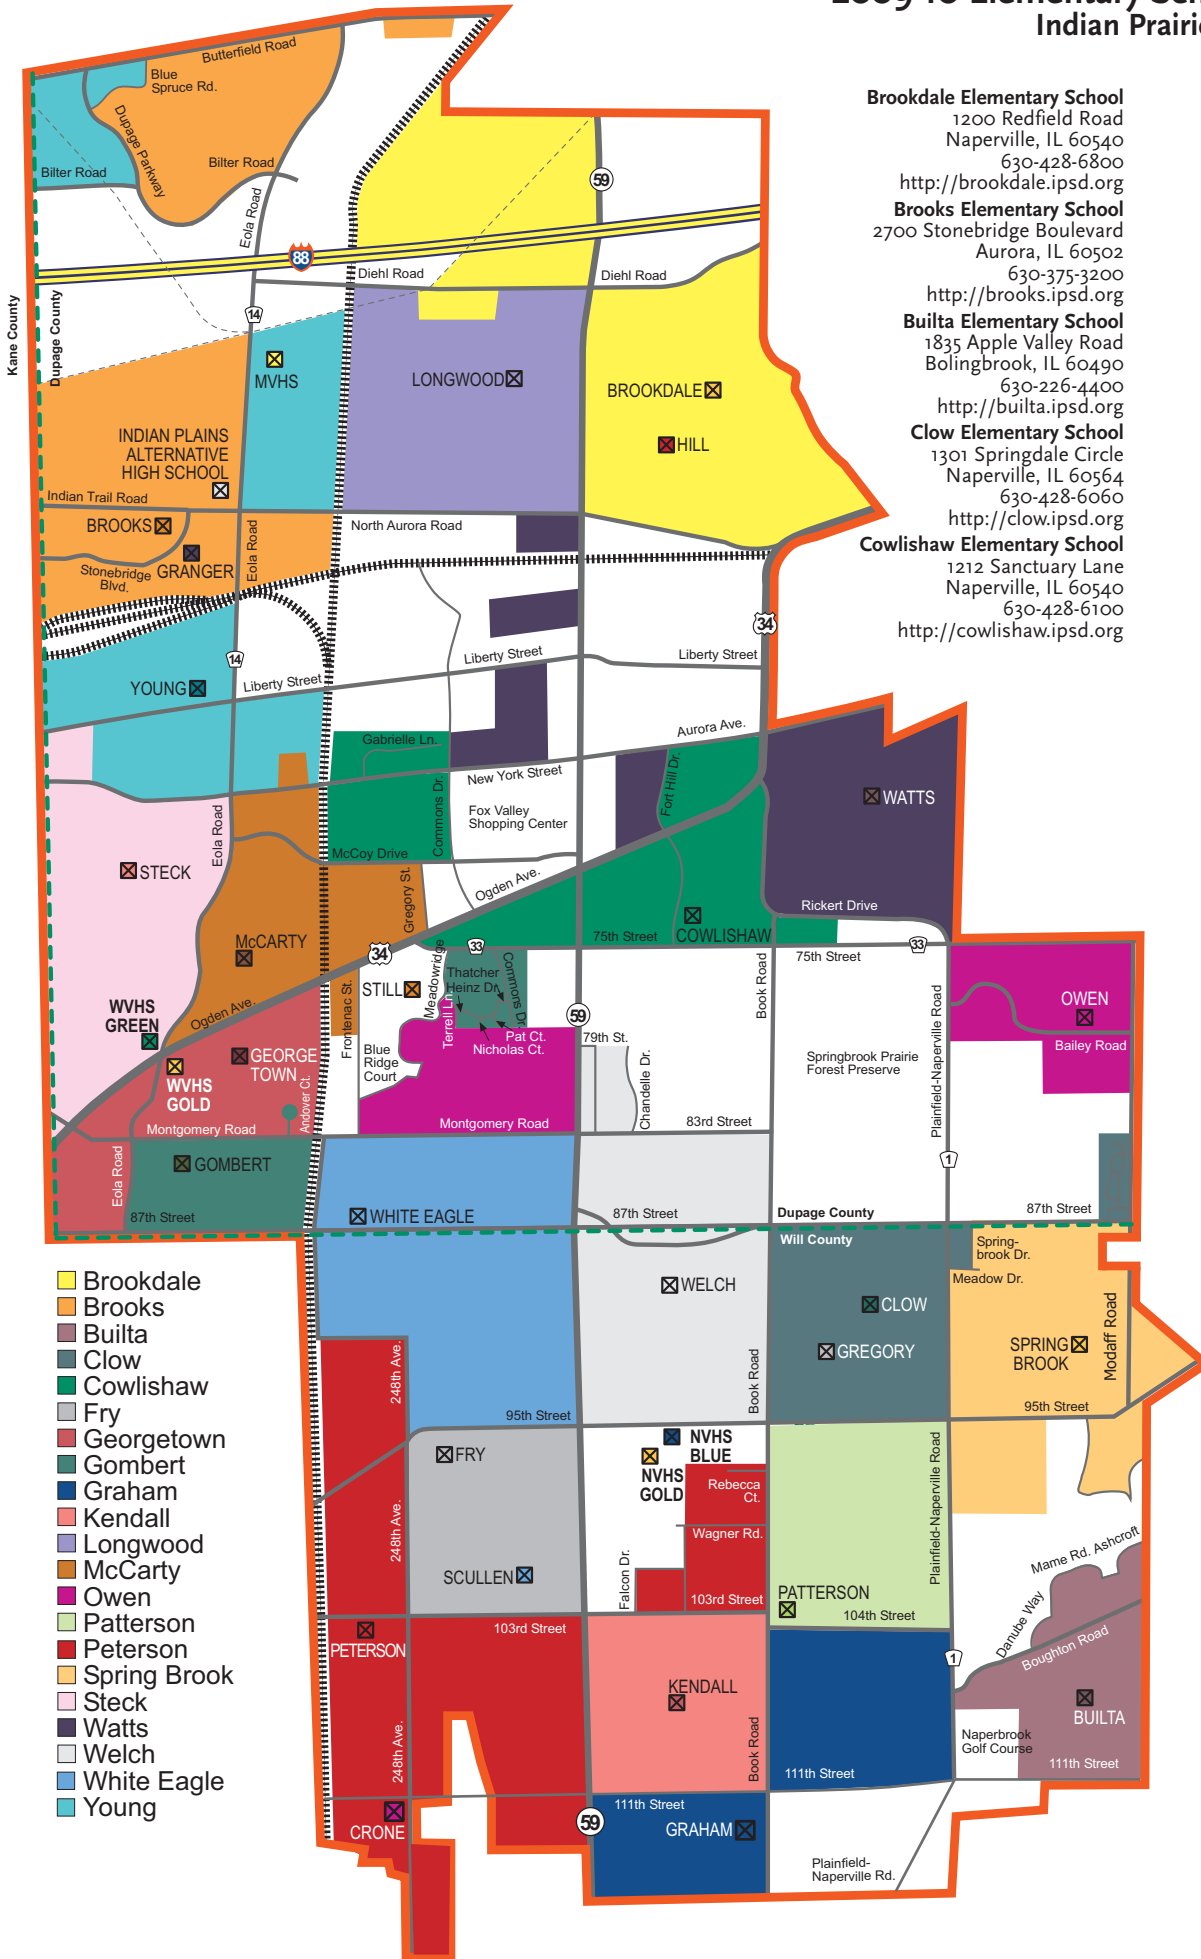 Indian Prairie
Brookdale Elementary School
1200 Redfield Road
Naperville, IL 60540
630-428-6800
http://brookdale.ipsd.org
Brooks Elementary School
2700 Stonebridge Boulevard
Aurora, IL 60502
630-375-3200
http://brooks.ipsd.org
Builta Elementary School
1835 Apple Valley Road
Bolingbrook, IL 60490
630-226-4400
http://builta.ipsd.org
Clow Elementary School
1301 Springdale Circle
Naperville, IL 60564
630-428-6060
http://clow.ipsd.org
Cowlishaw Elementary School
1212 Sanctuary Lane
Naperville, IL 60540
630-428-6100
http://cowlishaw.ipsd.org
Butterfield Road
Blue
Spruce Rd.
Dupage Parkway
Bilter Road
Bilter Road
Eola Road
59
88
Diehl Road
Diehl Road
Kane County
Dupage County
14
MVHS
LONGWOOD
BROOKDALE
HILL
INDIAN PLAINS
ALTERNATIVE
HIGH SCHOOL
Indian Trail Road
BROOKS
Eola Road
North Aurora Road
GRANGER
Stonebridge
Blvd.
34
14
Liberty Street
Liberty Street
YOUNG
Liberty Street
Aurora Ave.
Gabrielle Ln.
New York Street
Fort Hill Dr.
Commons Dr.
Fox Valley
Shopping Center
WATTS
Eola Road
McCoy Drive
STECK
Ogden Ave.
Gregory St.
Rickert Drive
McCARTY
34
33
75th Street
COWLISHAW
33
75th Street
Meadowridge
Thatcher
Heinz Dr.
Commons Dr.
STILL
Frontenac St.
Terrell Ln.
Book Road
Plainfield-Naperville Road
OWEN
WVHS
GREEN
Ogden Ave.
59
Pat Ct.
Nicholas Ct.
79th St.
Bailey Road
GEORGE
TOWN
Blue
Ridge
Court
Chandelle Dr.
Springbrook Prairie
Forest Preserve
WVHS
GOLD
Andover Ct.
Montgomery Road
Montgomery Road
83rd Street
1
Eola Road
GOMBERT
87th Street
WHITE EAGLE
87th Street
Dupage County
87th Street
Will County
Spring-
brook Dr.
Meadow Dr.
WELCH
CLOW
GREGORY
SPRING
BROOK
Modaff Road
248th Ave.
Book Road
95th Street
95th Street
FRY
NVHS
BLUE
NVHS
GOLD
Rebecca
Ct.
Plainfield-Naperville Road
248th Ave.
Wagner Rd.
Mame Rd. Ashcroft
SCULLEN
Falcon Dr.
103rd Street
PATTERSON
104th Street
Danube Way
Boughton Road
PETERSON
103rd Street
1
KENDALL
BUILTA
248th Ave.
Book Road
Naperbrook
Golf Course
111th Street
111th Street
111th Street
CRONE
59
GRAHAM
Plainfield-
Naperville Rd.
Brookdale
Brooks
Builta
Clow
Cowlishaw
Fry
Georgetown
Gombert
Graham
Kendall
Longwood
McCarty
Owen
Patterson
Peterson
Spring Brook
Steck
Watts
Welch
White Eagle
Young